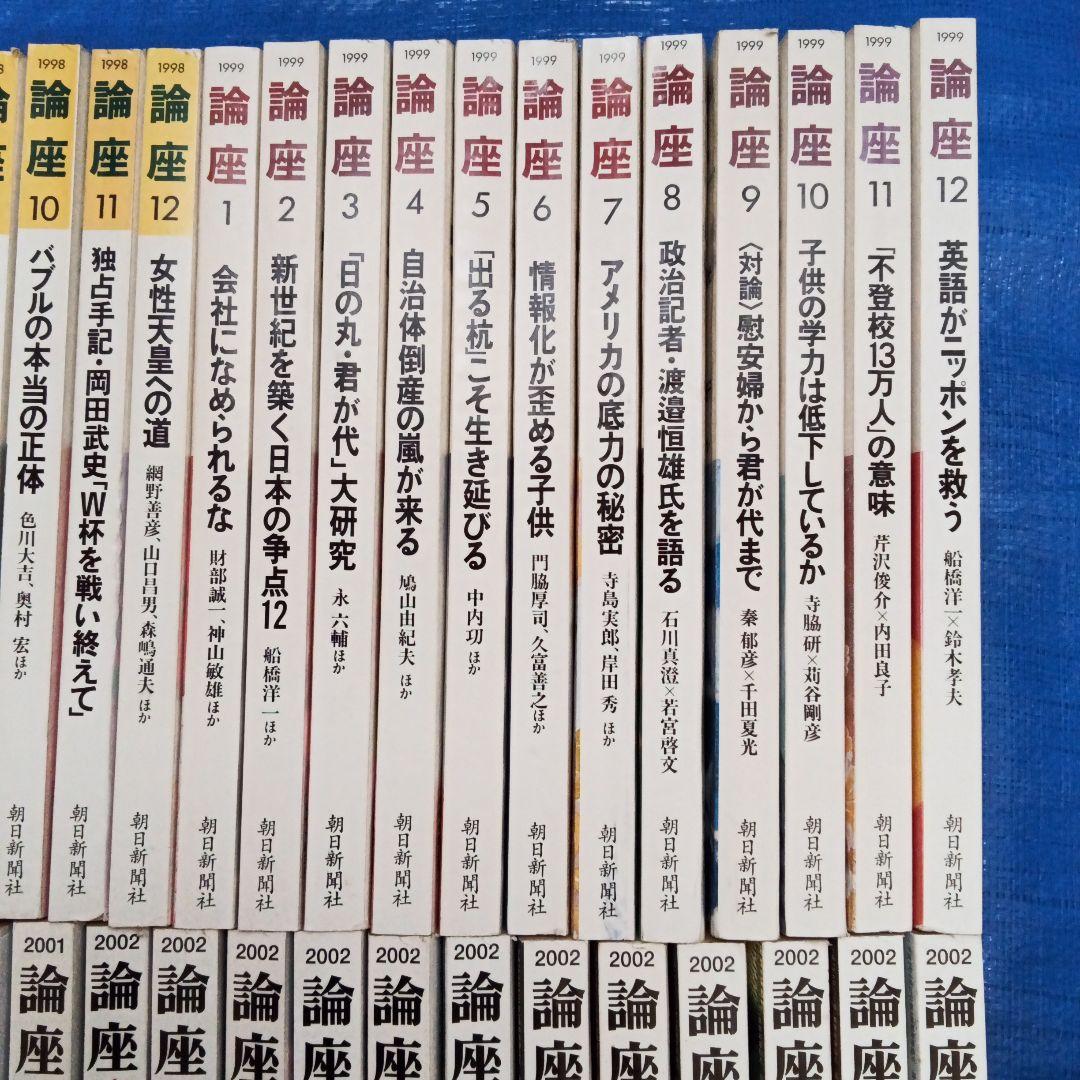 論座
1998
論座
10
バブルの本当の正体
色川大吉、奥村 宏ほか
朝日新聞社
1998
論座
11
独占手記・岡田武史「W杯を戦い終えて」
朝日新聞社
1998
論座
12
女性天皇への道
網野善彦、山口昌男、森嶋通夫ほか
朝日新聞社
1999
論座
1
会社になめられるな
財部誠一、神山敏雄ほか
朝日新聞社
1999
論座
2
新世紀を築く日本の争点12
船橋洋一ほか
朝日新聞社
1999
論座
3
「日の丸・君が代」大研究
永 六輔ほか
朝日新聞社
1999
論座
4
自治体倒産の嵐が来る
鳩山由紀夫 ほか
朝日新聞社
1999
論座
5
「出る杭」こそ生き延びる
中内㓛 ほか
朝日新聞社
1999
論座
6
情報化が歪める子供
門脇厚司、久富善之ほか
朝日新聞社
1999
論座
7
アメリカの底力の秘密
寺島実郎、岸田 秀 ほか
朝日新聞社
1999
論座
8
政治記者・渡邉恒雄氏を語る
石川真澄×若宮啓文
朝日新聞社
1999
論座
9
〈対論〉慰安婦から君が代まで
秦 郁彦×千田夏光
朝日新聞社
1999
論座
10
子供の学力は低下しているか
寺脇研×苅谷剛彦
朝日新聞社
1999
論座
11
「不登校13万人」の意味
芹沢俊介×内田良子
朝日新聞社
1999
論座
12
英語がニッポンを救う
船橋洋一×鈴木孝夫
朝日新聞社
2001
論座
2002
論座
2002
論座
2002
論座
2002
論座
2002
論座
2002
論座
2002
論座
2002
論座
2002
論座
2002
論座
2002
論座
2002
論座